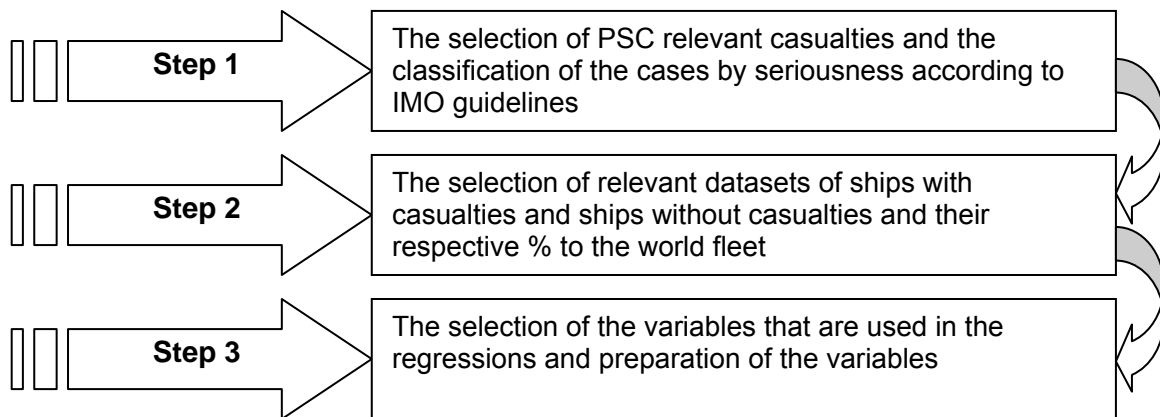 Step 1
The selection of PSC relevant casualties and the
classification of the cases by seriousness according to
IMO guidelines
Step 2
The selection of relevant datasets of ships with
casualties and ships without casualties and their
respective % to the world fleet
Step 3
The selection of the variables that are used in the
regressions and preparation of the variables